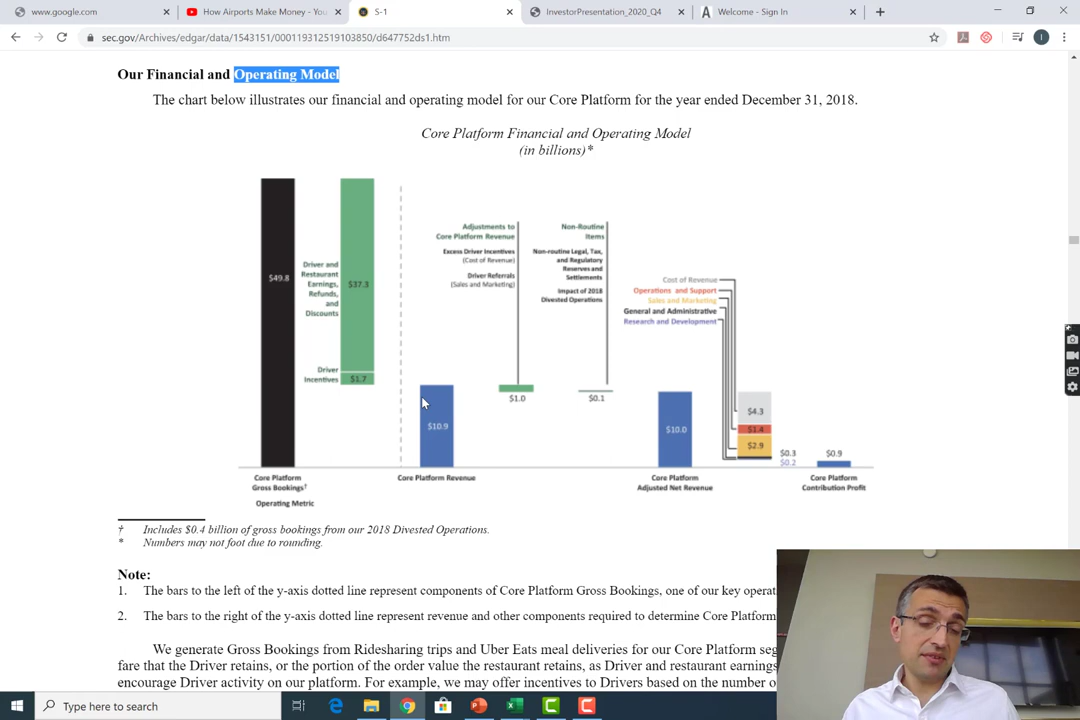 www.google.com
How Airports Make Money - You
S-1
InvestorPresentation_2020_Q4
Welcome - Sign In
sec.gov/Archives/edgar/data/1543151/000119312519103850/d647752ds1.htm
Our Financial and Operating Model
The chart below illustrates our financial and operating model for our Core Platform for the year ended December 31, 2018.
Core Platform Financial and Operating Model
(in billions)*
$49.8
Driver and
Restaurant
Earnings,
Refunds,
and
Discounts
$37.3
Driver
Incentives
$1.7
Adjustments to
Core Platform Revenue
Excess Driver Incentives
(Cost of Revenue)
Driver Referrals
(Sales and Marketing)
Non-Routine
Items
Non-routine Legal, Tax,
and Regulatory
Reserves and
Settlements
Impact of 2018
Divested Operations
Cost of Revenue
Operations and Support
Sales and Marketing
General and Administrative
Research and Development
$10.9
$1.0
$0.1
$10.0
$4.3
$1.4
$2.9
$0.3
$0.2
$0.9
Core Platform
Gross Bookings†
Operating Metric
Core Platform Revenue
Core Platform
Adjusted Net Revenue
Core Platform
Contribution Profit
† Includes $0.4 billion of gross bookings from our 2018 Divested Operations.
* Numbers may not foot due to rounding.
Note:
1. The bars to the left of the y-axis dotted line represent components of Core Platform Gross Bookings, one of our key operat
2. The bars to the right of the y-axis dotted line represent revenue and other components required to determine Core Platform
We generate Gross Bookings from Ridesharing trips and Uber Eats meal deliveries for our Core Platform seg
fare that the Driver retains, or the portion of the order value the restaurant retains, as Driver and restaurant earnings
encourage Driver activity on our platform. For example, we may offer incentives to Drivers based on the number o
Type here to search